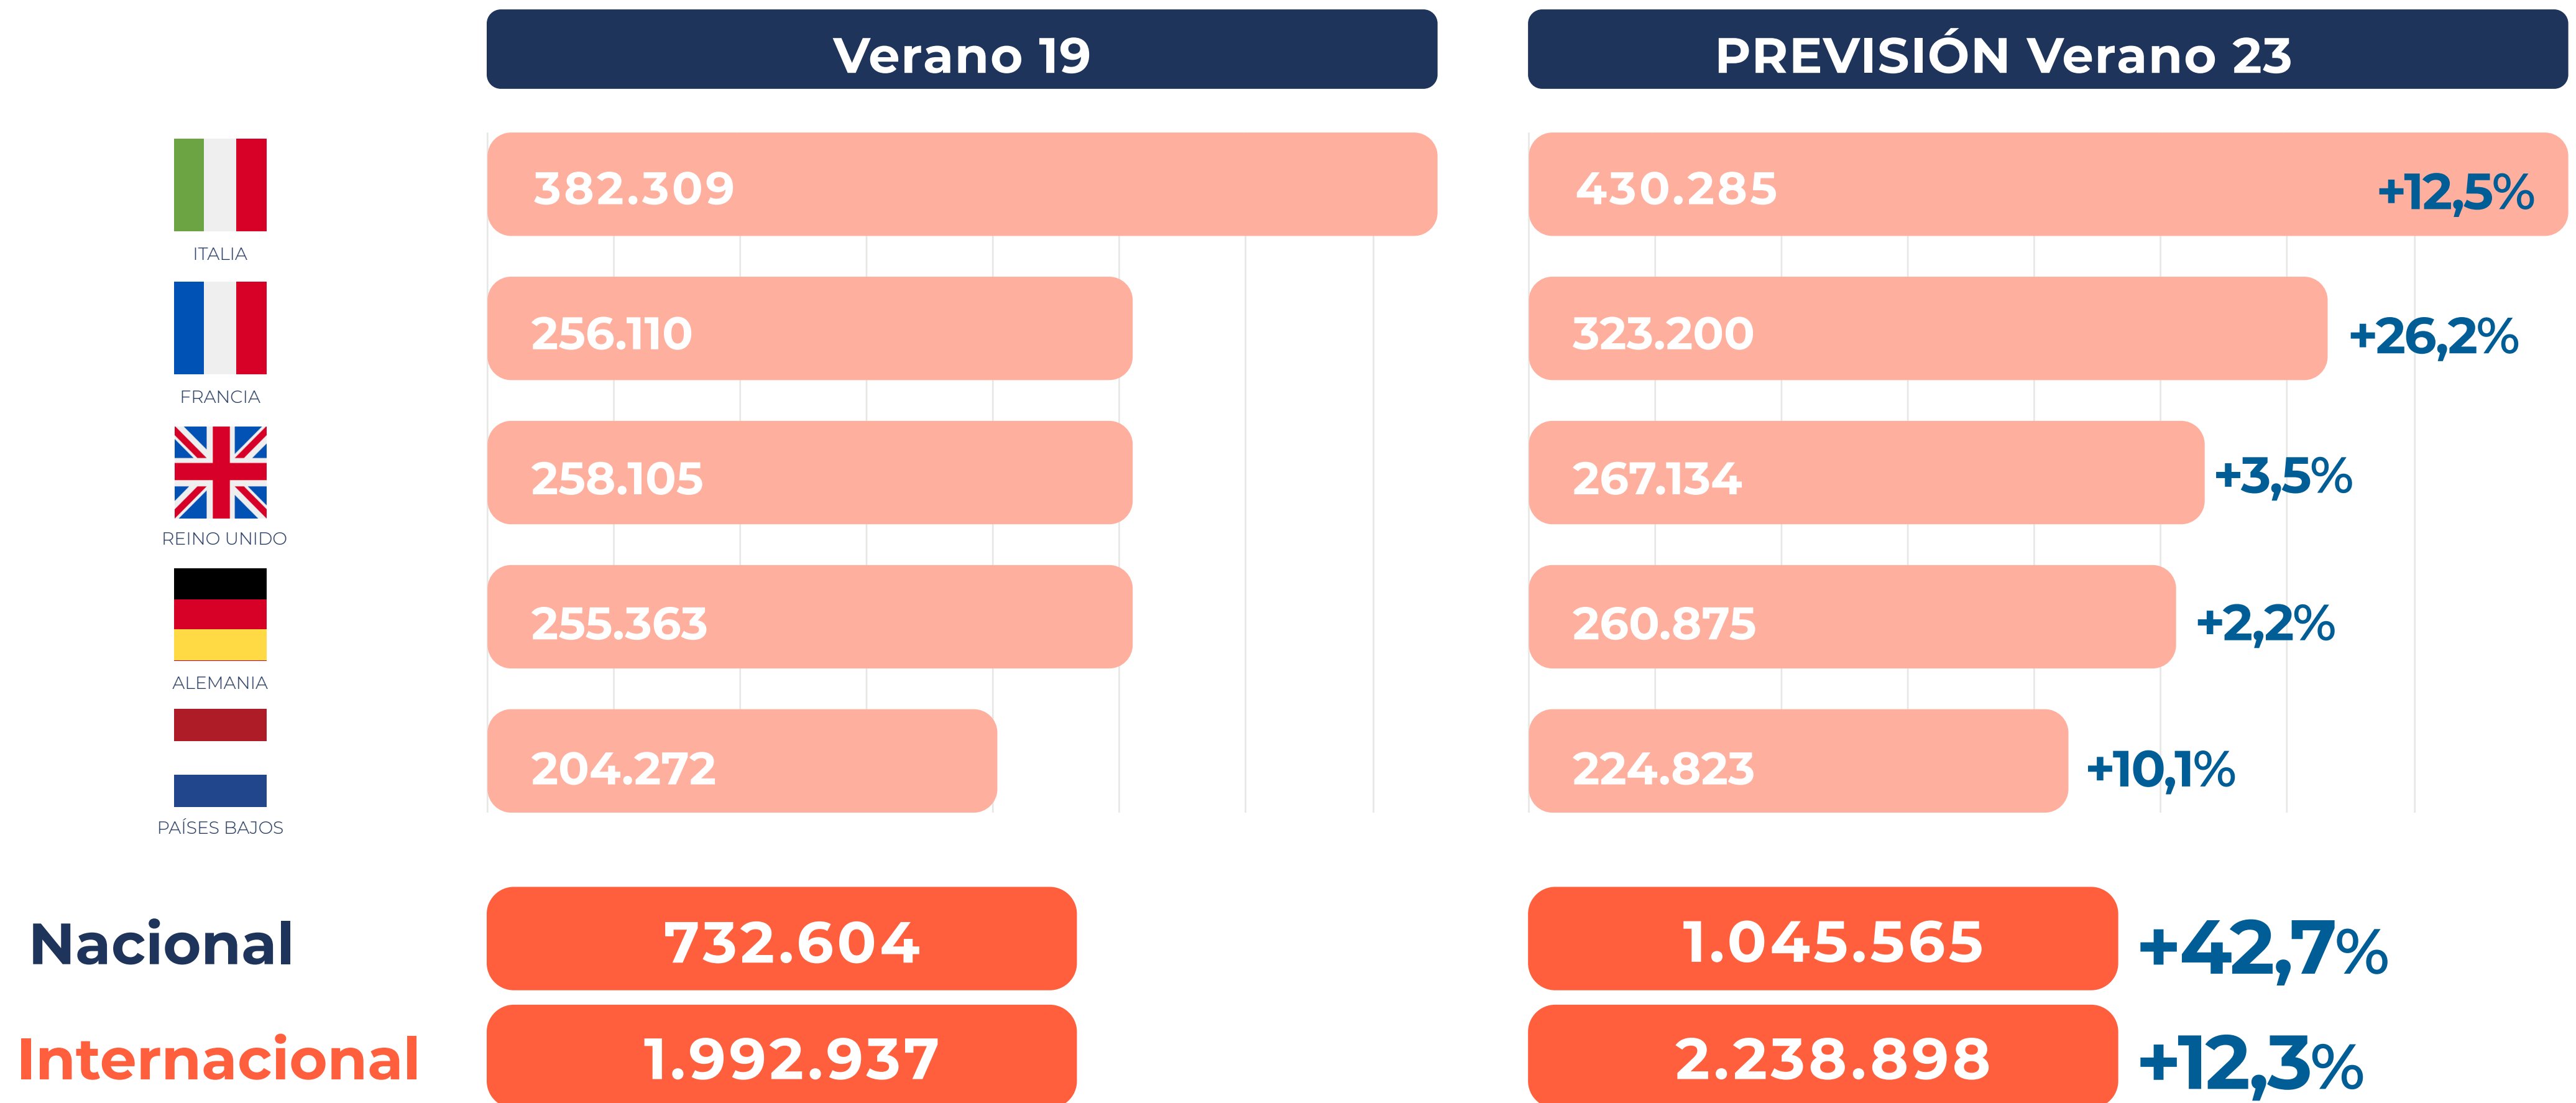 Verano 19
PREVISIÓN Verano 23
ITALIA
382.309
430.285
+12,5%
FRANCIA
256.110
323.200
+26,2%
REINO UNIDO
258.105
267.134
+3,5%
ALEMANIA
255.363
260.875
+2,2%
PAÍSES BAJOS
204.272
224.823
+10,1%
Nacional
732.604
1.045.565
+42,7%
Internacional
1.992.937
2.238.898
+12,3%